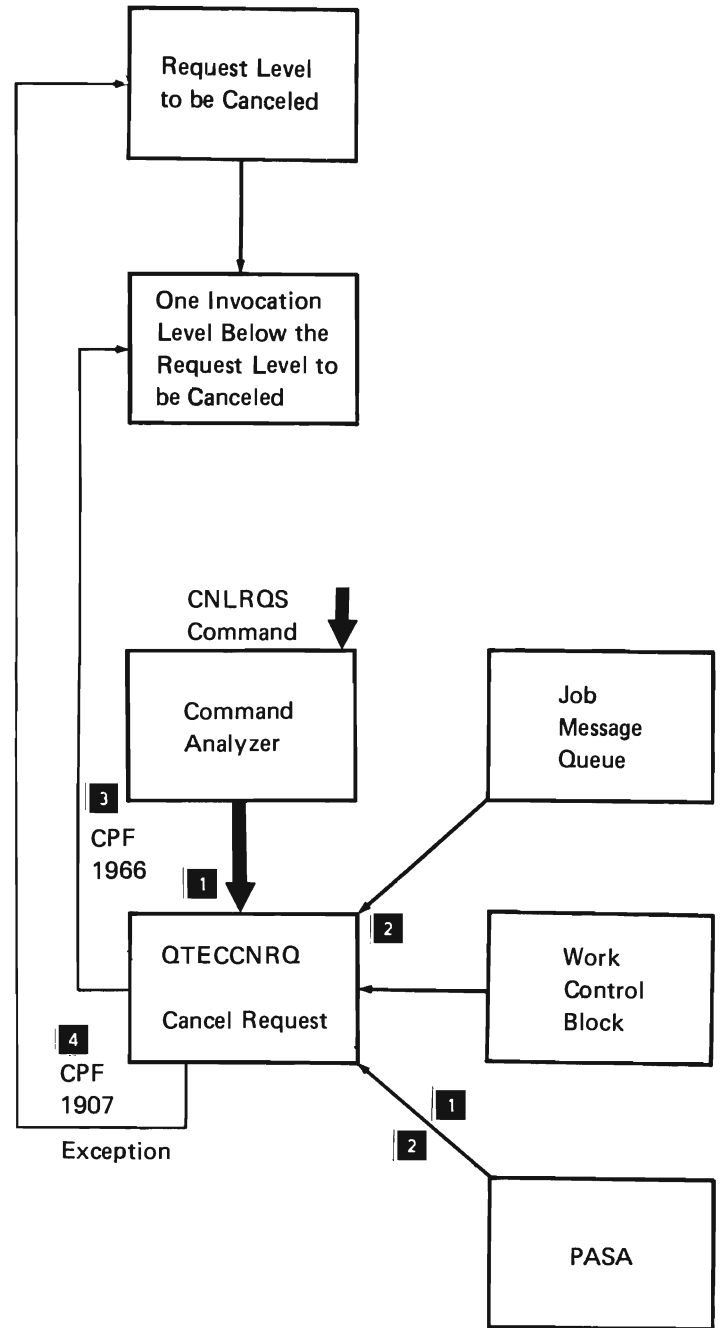 Request Level
to be Canceled
One Invocation
Level Below the
Request Level to
be Canceled
CNLRQS
Command
Command
Analyzer
Job
Message
Queue
3
CPF
1966
1
2
QTECCNRQ
Cancel Request
Work
Control
Block
4
CPF
1907
1
2
Exception
PASA